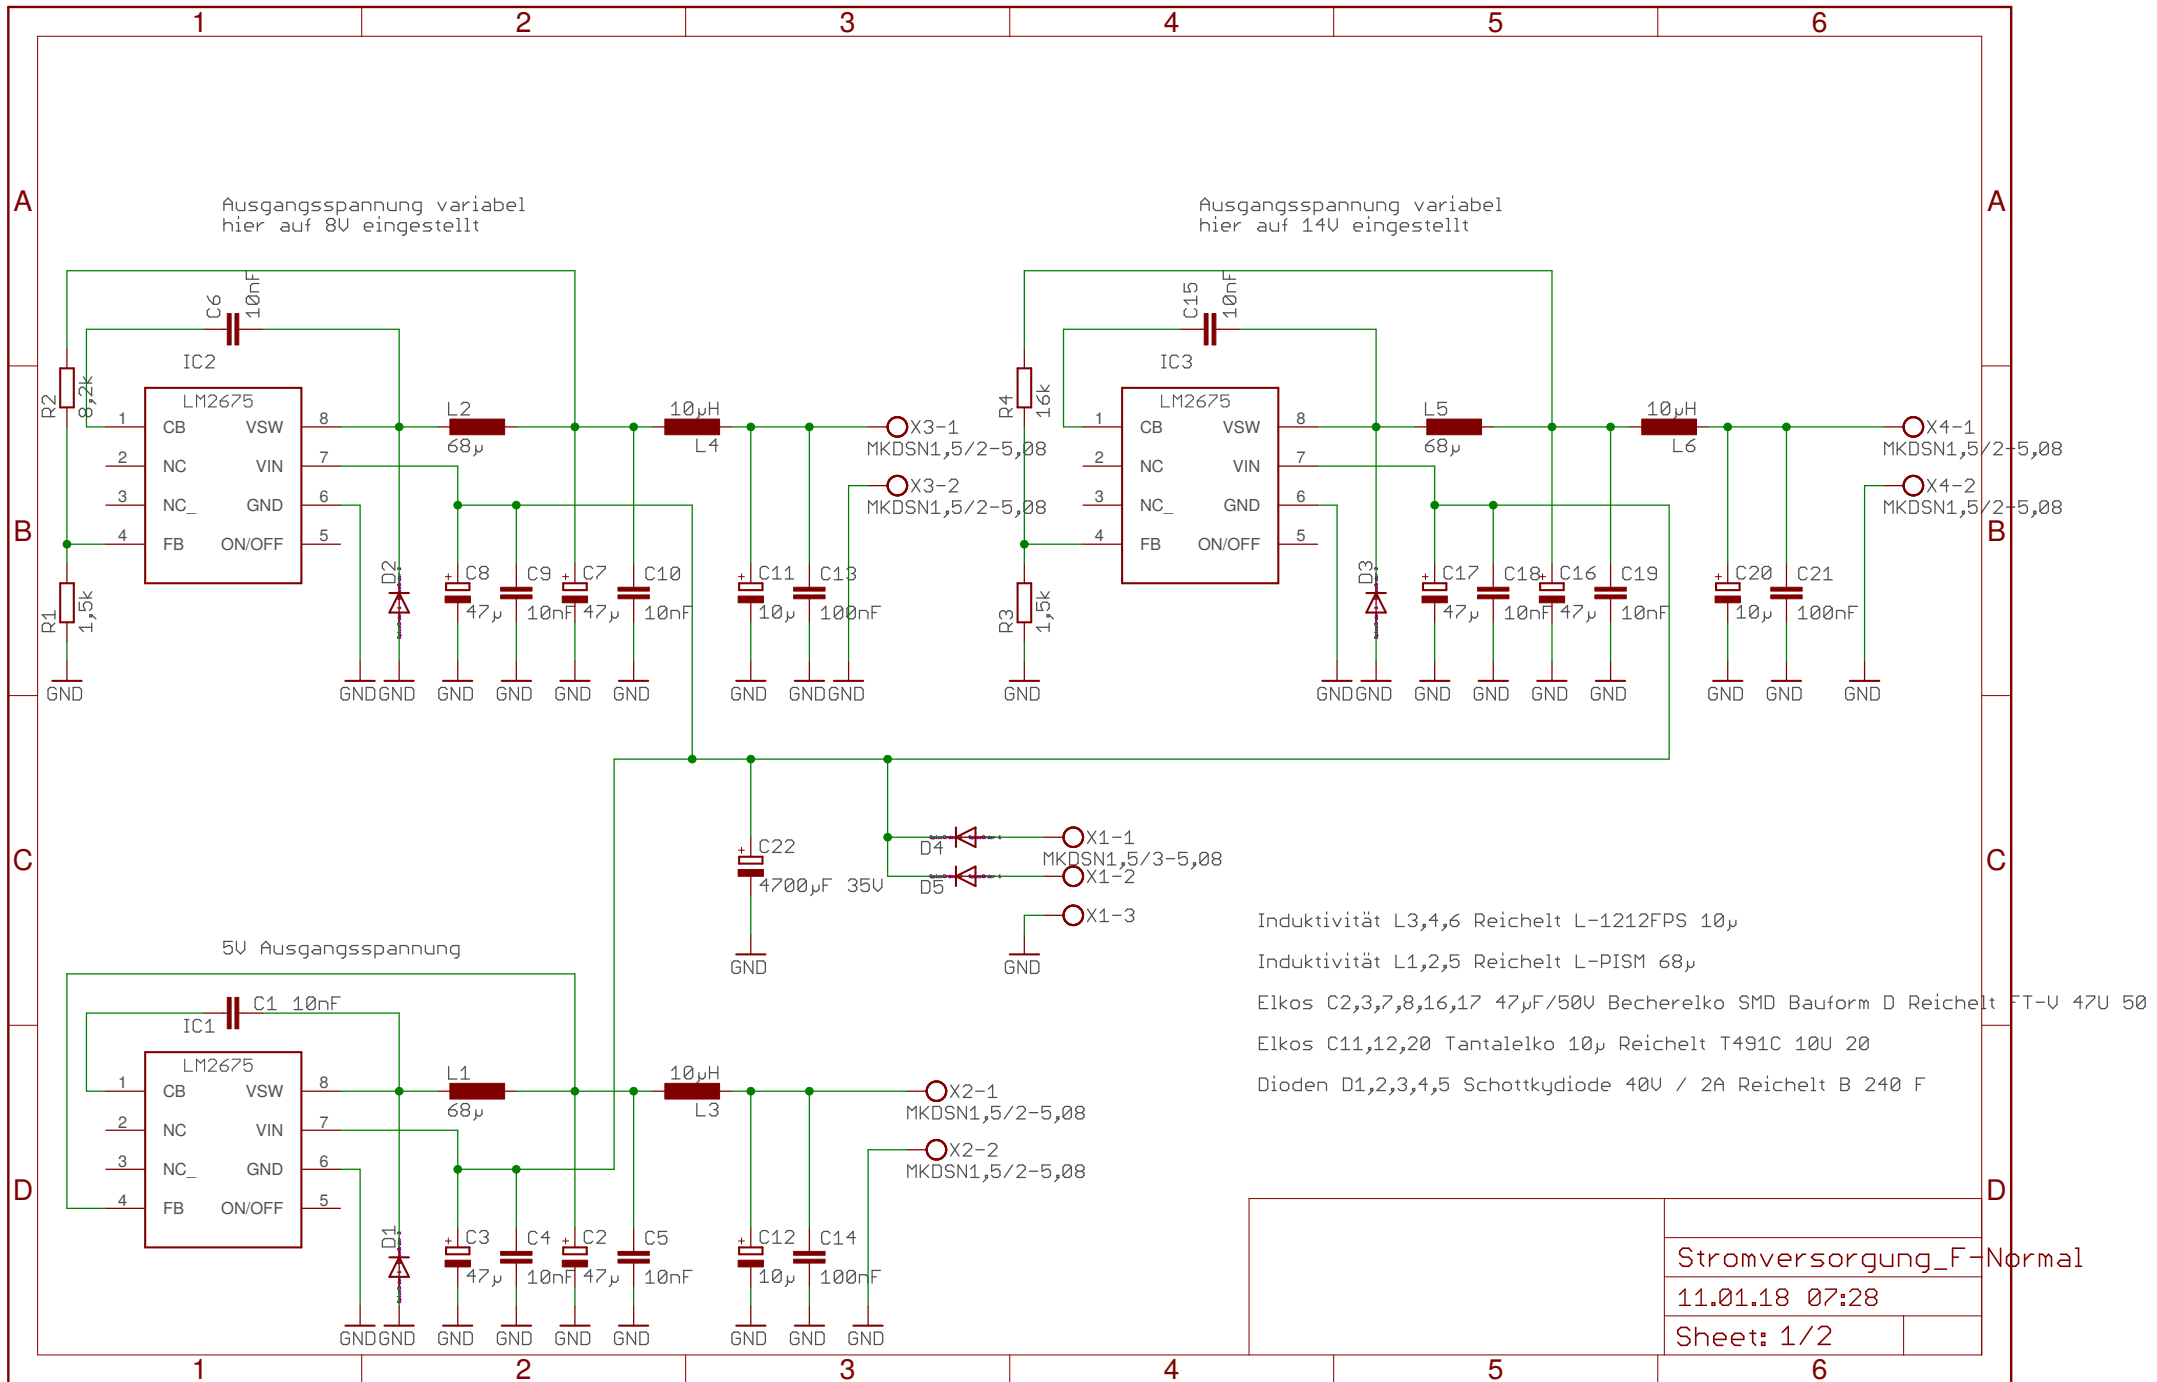 1 2 3 4 5 6
A A
Ausgangsspannung variabel
hier auf 8V eingestellt
Ausgangsspannung variabel
hier auf 14V eingestellt
C6
10nF
IC2
LM2675
R2
8,2k
1 CB VSW 8
2 NC VIN 7
3 NC_ GND 6
4 FB ON/OFF 5
R1
1,5k
L2
68µ
10µH
L4
X3-1
MKDSN1,5/2-5,08
X3-2
MKDSN1,5/2-5,08
D2
C8
47µ
C9
10nF
C7
47µ
C10
10nF
C11
10µ
C13
100nF
GND GND GND GND GND GND GND GND GND GND
C15
10nF
IC3
LM2675
R4
16k
1 CB VSW 8
2 NC VIN 7
3 NC_ GND 6
4 FB ON/OFF 5
R3
1,5k
L5
68µ
10µH
L6
X4-1
MKDSN1,5/2-5,08
X4-2
MKDSN1,5/2-5,08
D3
C17
47µ
C18
10nF
C16
47µ
C19
10nF
C20
10µ
C21
100nF
GND GND GND GND GND GND GND GND GND GND
B B
C C
C22
4700µF 35V
GND
D4
D5
X1-1
MKDSN1,5/3-5,08
X1-2
X1-3
GND
Induktivität L3,4,6 Reichelt L-1212FPS 10µ
Induktivität L1,2,5 Reichelt L-PISM 68µ
Elkos C2,3,7,8,16,17 47µF/50V Becherelko SMD Bauform D Reichelt FT-V 47U 50
Elkos C11,12,20 Tantalelko 10µ Reichelt T491C 10U 20
Dioden D1,2,3,4,5 Schottkydiode 40V / 2A Reichelt B 240 F
5V Ausgangsspannung
C1 10nF
IC1
LM2675
1 CB VSW 8
2 NC VIN 7
3 NC_ GND 6
4 FB ON/OFF 5
L1
68µ
10µH
L3
X2-1
MKDSN1,5/2-5,08
X2-2
MKDSN1,5/2-5,08
D1
C3
47µ
C4
10nF
C2
47µ
C5
10nF
C12
10µ
C14
100nF
GND GND GND GND GND GND GND GND GND
D D
Stromversorgung_F-Normal
11.01.18 07:28
Sheet: 1/2
1 2 3 4 5 6